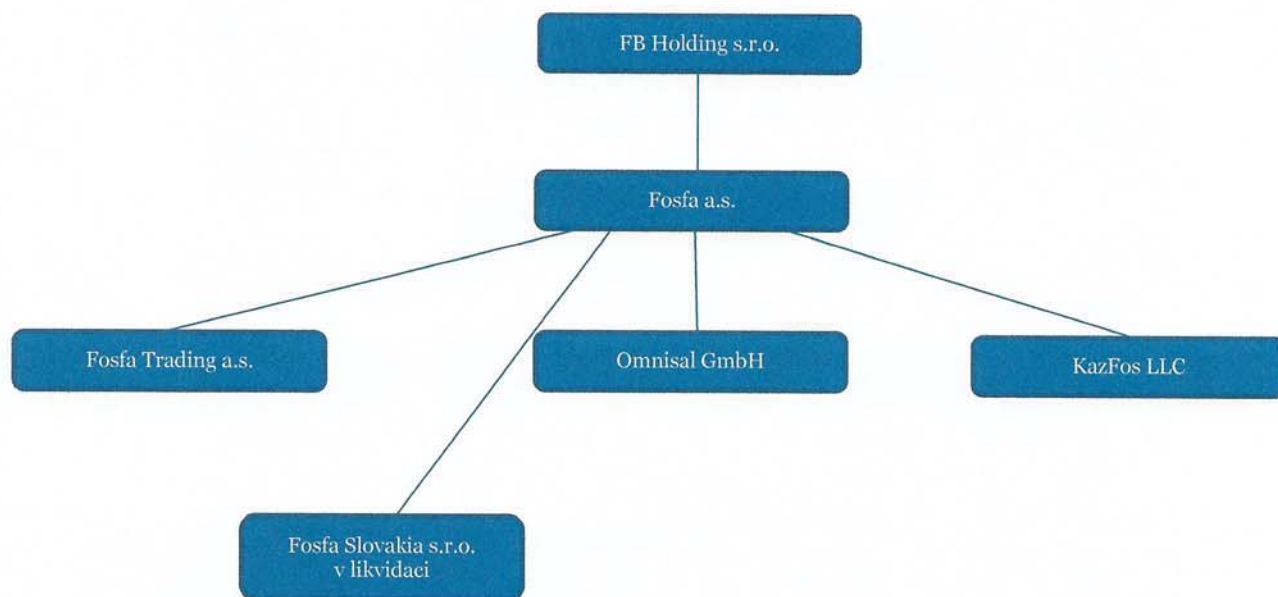 FB Holding s.r.o.
Fosfa a.s.
Fosfa Trading a.s.
Omnisal GmbH
KazFos LLC
Fosfa Slovakia s.r.o.
v likvidaci